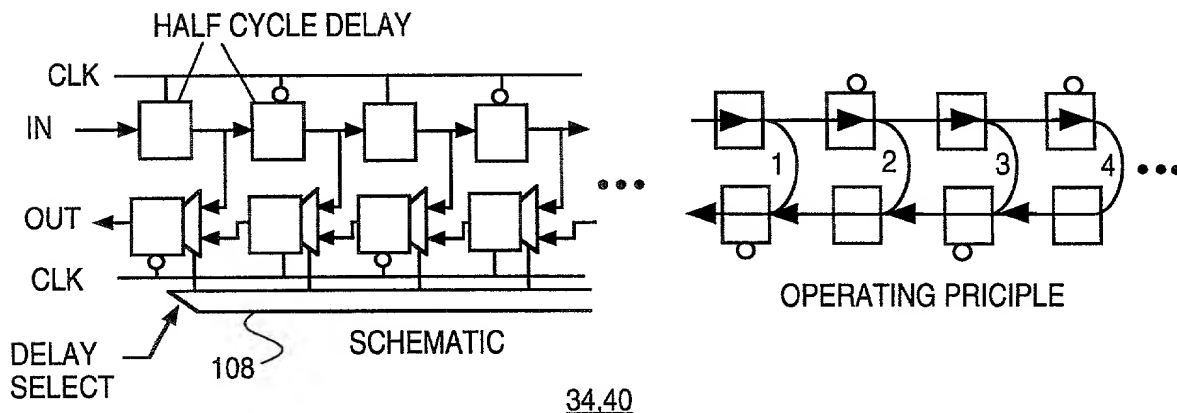 HALF CYCLE DELAY
CLK
IN
OUT
CLK
DELAY
SELECT
108
SCHEMATIC
1
2
3
4
OPERATING PRICIPLE
34,40